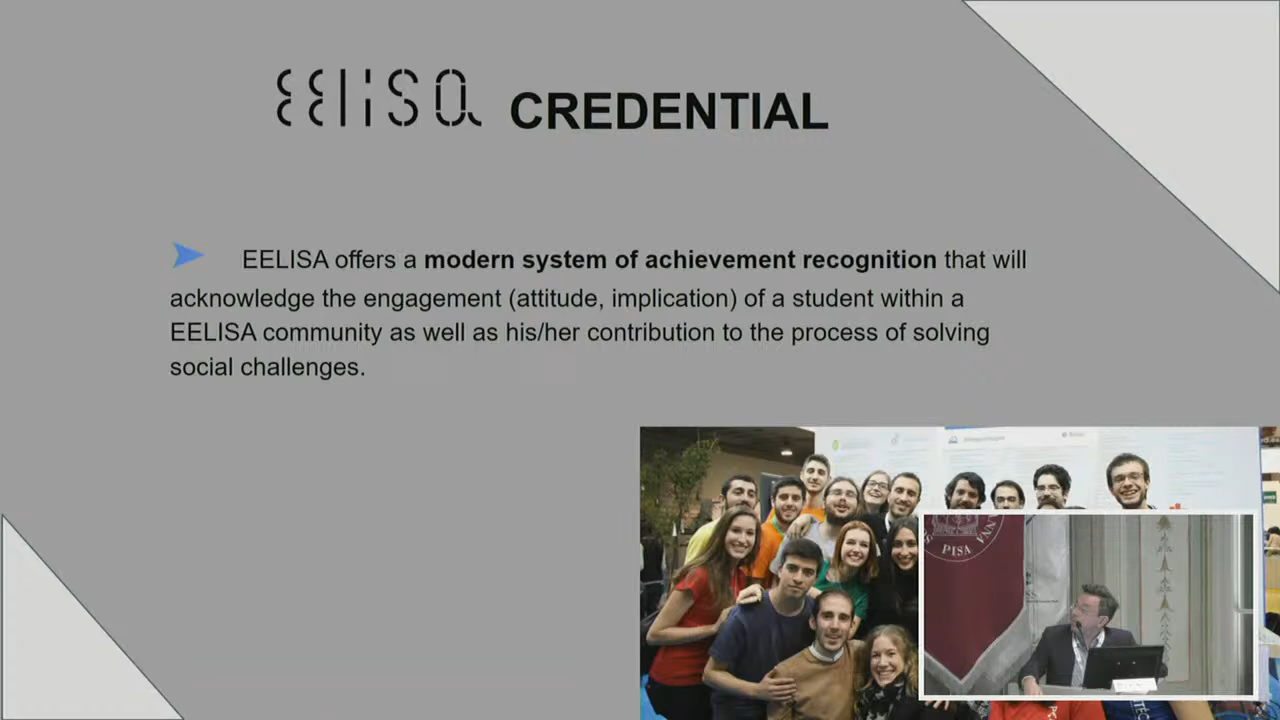 EELISA CREDENTIAL
EELISA offers a modern system of achievement recognition that will
acknowledge the engagement (attitude, implication) of a student within a
EELISA community as well as his/her contribution to the process of solving
social challenges.
PISA